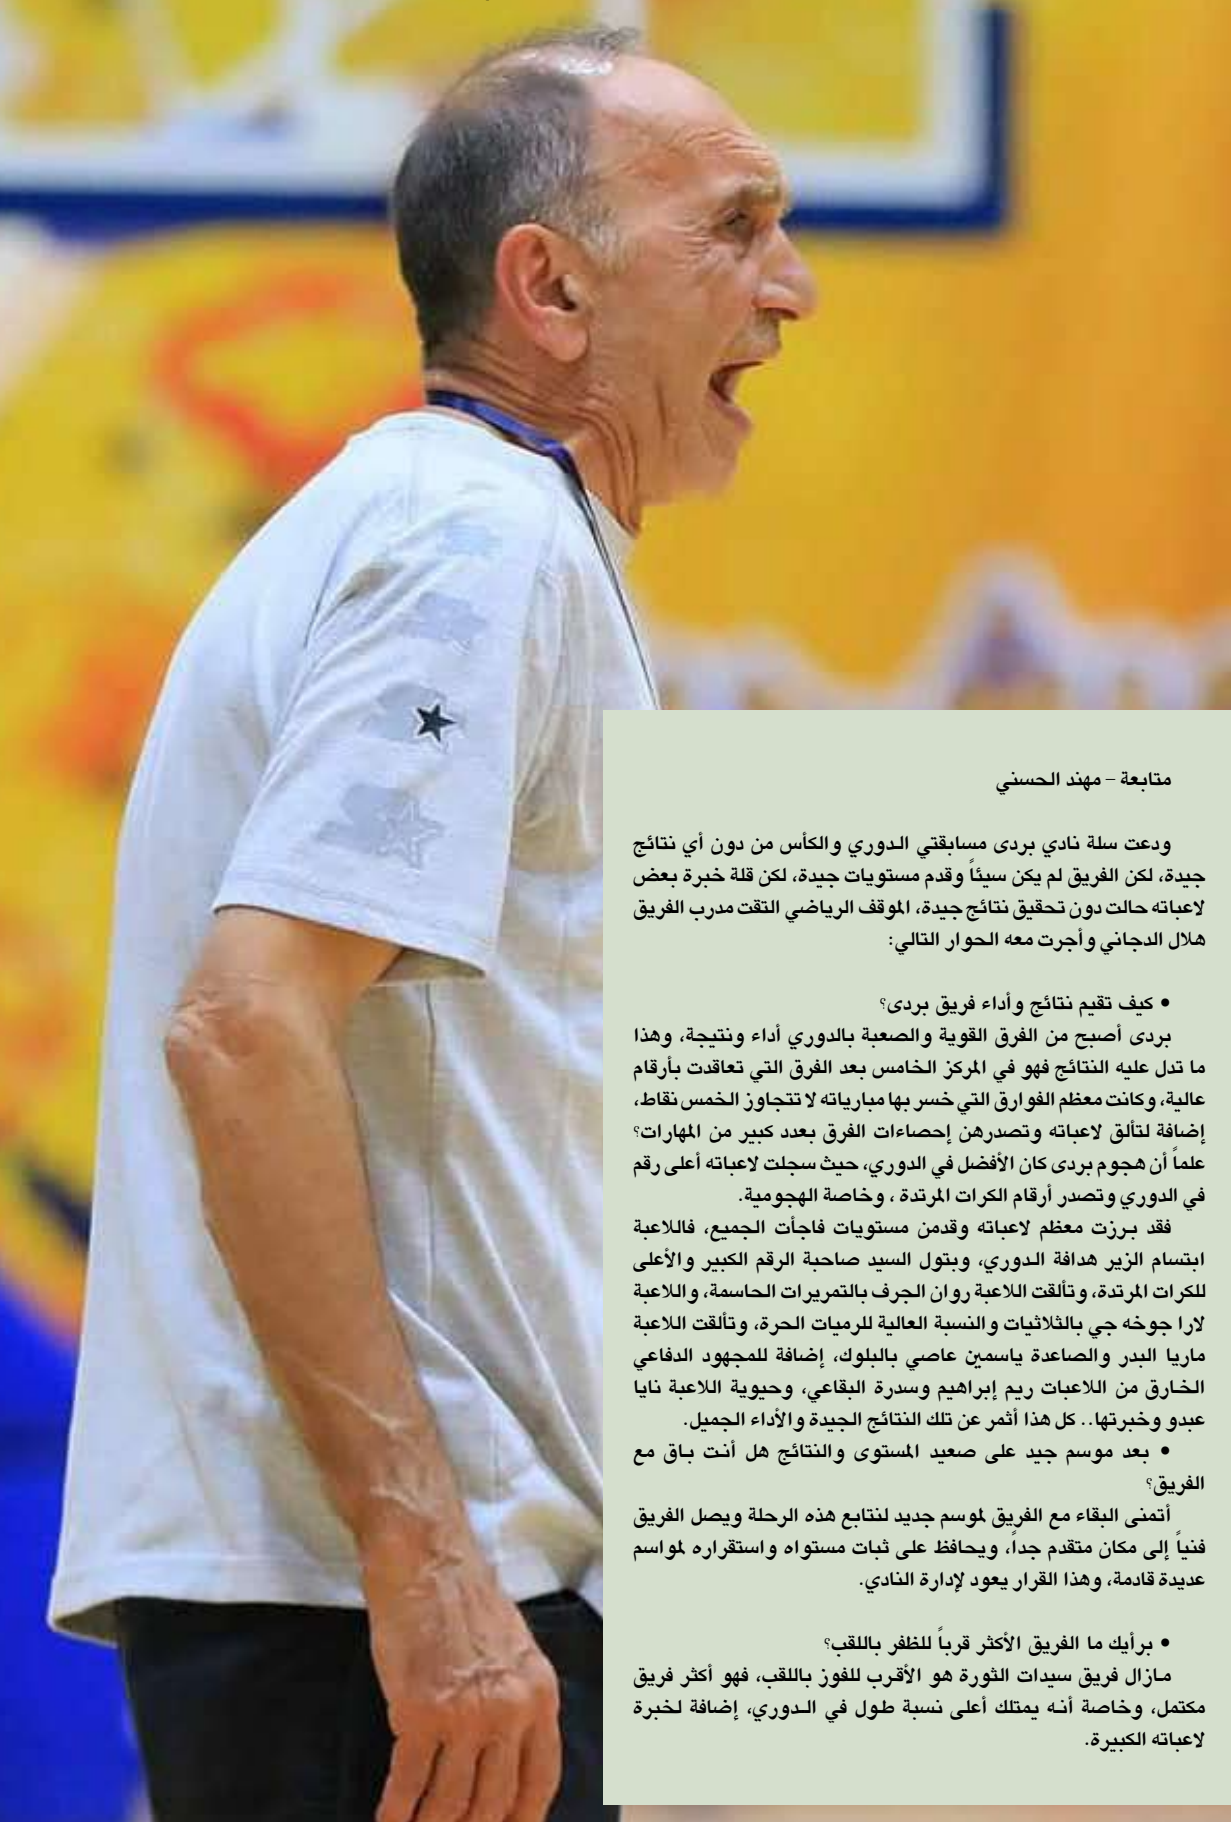 متابعة – مهند الحسني
ودعت سلة نادي بردى مسابقتي الدوري والكأس من دون أي نتائج
جيدة، لكن الفريق لم يكن سيئاً وقدم مستويات جيدة، لكن قلة خبرة بعض
لاعباته حالت دون تحقيق نتائج جيدة، الموقف الرياضي التقت مدرب الفريق
هلال الدجاني وأجرت معه الحوار التالي:
• كيف تقيم نتائج وأداء فريق بردى؟
بردى أصبح من الفرق القوية والصعبة بالدوري أداء ونتيجة، وهذا
ما تدل عليه النتائج فهو في المركز الخامس بعد الفرق التي تعاقدت بأرقام
عالية، وكانت معظم الفوارق التي خسر بها مبارياته لا تتجاوز الخمس نقاط،
إضافة لتألق لاعباته وتصدرهن إحصاءات الفرق بعدد كبير من المهارات؟
علماً أن هجوم بردى كان الأفضل في الدوري، حيث سجلت لاعباته أعلى رقم
في الدوري وتصدر أرقام الكرات المرتدة ، وخاصة الهجومية.
فقد برزت معظم لاعباته وقدمن مستويات فاجأت الجميع، فاللاعبة
ابتسام الزير هدافة الدوري، وبتول السيد صاحبة الرقم الكبير والأعلى
للكرات المرتدة، وتألقت اللاعبة روان الجرف بالتمريرات الحاسمة، واللاعبة
لارا جوخه جي بالثلاثيات والنسبة العالية للرميات الحرة، وتألقت اللاعبة
ماريا البدر والصاعدة ياسمين عاصي بالبلوك، إضافة للمجهود الدفاعي
الخارق من اللاعبات ريم إبراهيم وسدرة البقاعي، وحيوية اللاعبة نايا
عبدو وخبرتها.. كل هذا أثمر عن تلك النتائج الجيدة والأداء الجميل.
• بعد موسم جيد على صعيد المستوى والنتائج هل أنت باق مع
الفريق؟
أتمنى البقاء مع الفريق لموسم جديد لنتابع هذه الرحلة ويصل الفريق
فنياً إلى مكان متقدم جداً، ويحافظ على ثبات مستواه واستقراره لمواسم
عديدة قادمة، وهذا القرار يعود لإدارة النادي.
• برأيك ما الفريق الأكثر قرباً للظفر باللقب؟
مازال فريق سيدات الثورة هو الأقرب للفوز باللقب، فهو أكثر فريق
مكتمل، وخاصة أنه يمتلك أعلى نسبة طول في الدوري، إضافة لخبرة
لاعباته الكبيرة.